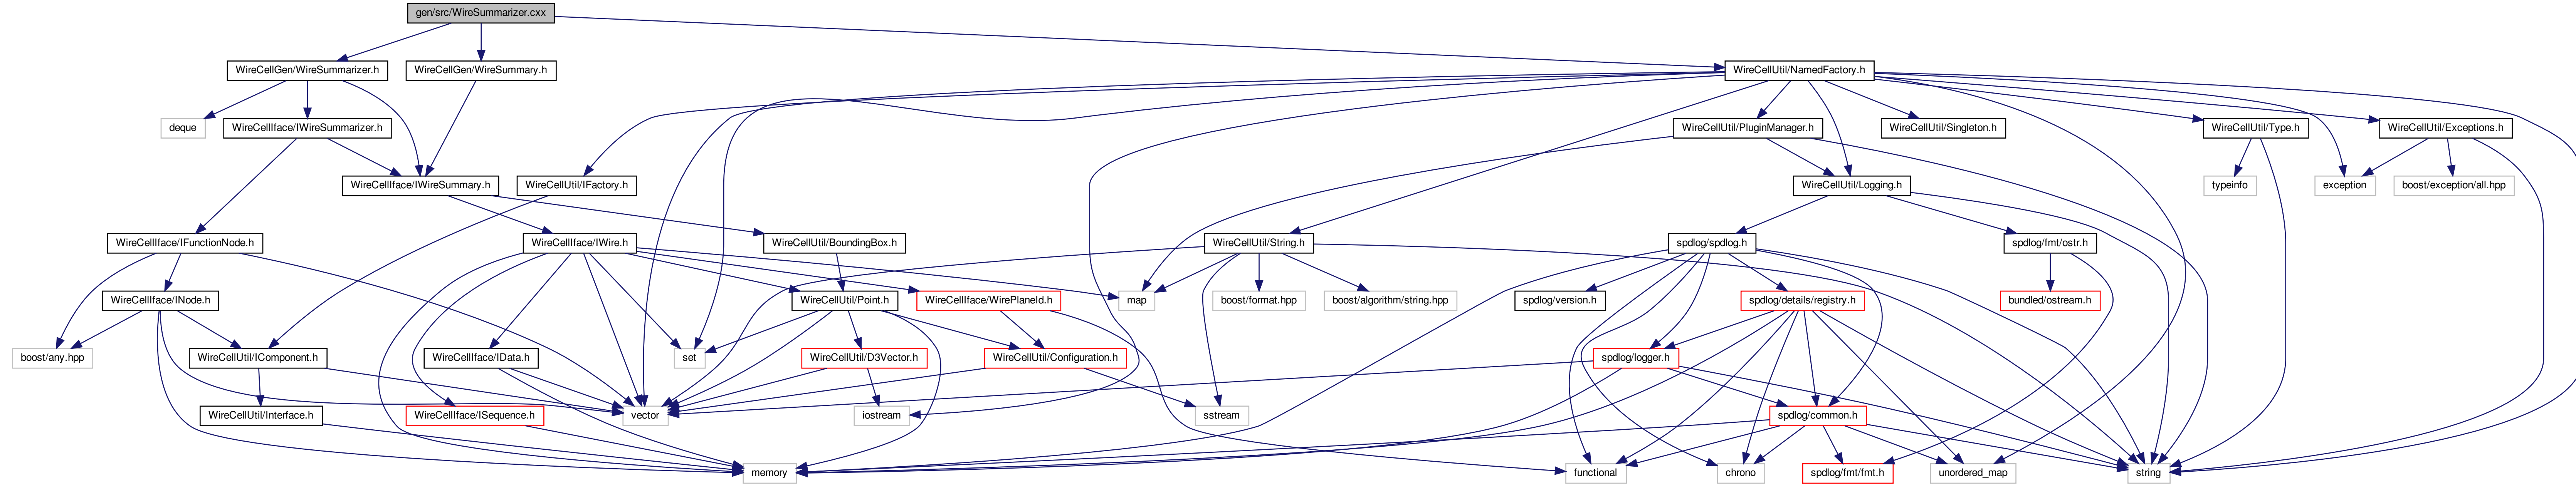 gen/src/WireSummarizer.cxx
WireCellGen/WireSummarizer.h
WireCellGen/WireSummary.h
WireCellUtil/NamedFactory.h
deque
WireCellIface/IWireSummarizer.h
WireCellUtil/PluginManager.h
WireCellUtil/Singleton.h
WireCellUtil/Type.h
WireCellUtil/Exceptions.h
WireCellIface/IWireSummary.h
WireCellUtil/IFactory.h
WireCellUtil/Logging.h
typeinfo
exception
boost/exception/all.hpp
WireCellIface/IFunctionNode.h
WireCellIface/IWire.h
WireCellUtil/BoundingBox.h
WireCellUtil/String.h
spdlog/spdlog.h
spdlog/fmt/ostr.h
WireCellIface/INode.h
WireCellUtil/Point.h
WireCellIface/WirePlaneId.h
map
boost/format.hpp
boost/algorithm/string.hpp
spdlog/version.h
spdlog/details/registry.h
bundled/ostream.h
boost/any.hpp
WireCellUtil/IComponent.h
WireCellIface/IData.h
set
WireCellUtil/D3Vector.h
WireCellUtil/Configuration.h
spdlog/logger.h
WireCellUtil/Interface.h
WireCellIface/ISequence.h
vector
iostream
sstream
spdlog/common.h
memory
functional
chrono
spdlog/fmt/fmt.h
unordered_map
string